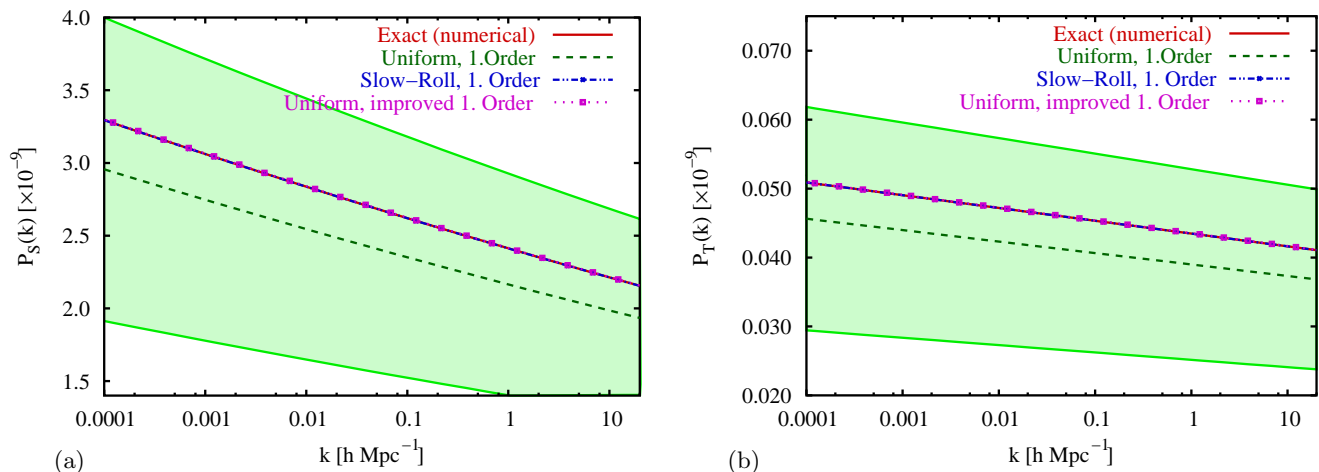 4.0
3.5
3.0
2.5
2.0
1.5
P_S(k) [×10^−9]
Exact (numerical)
Uniform, 1.Order
Slow−Roll, 1. Order
Uniform, improved 1. Order
0.0001 0.001 0.01 0.1 1 10
k [h Mpc^−1]
(a)
0.070
0.060
0.050
0.040
0.030
0.020
P_T(k) [×10^−9]
Exact (numerical)
Uniform, 1.Order
Slow−Roll, 1. Order
Uniform, improved 1. Order
0.0001 0.001 0.01 0.1 1 10
k [h Mpc^−1]
(b)